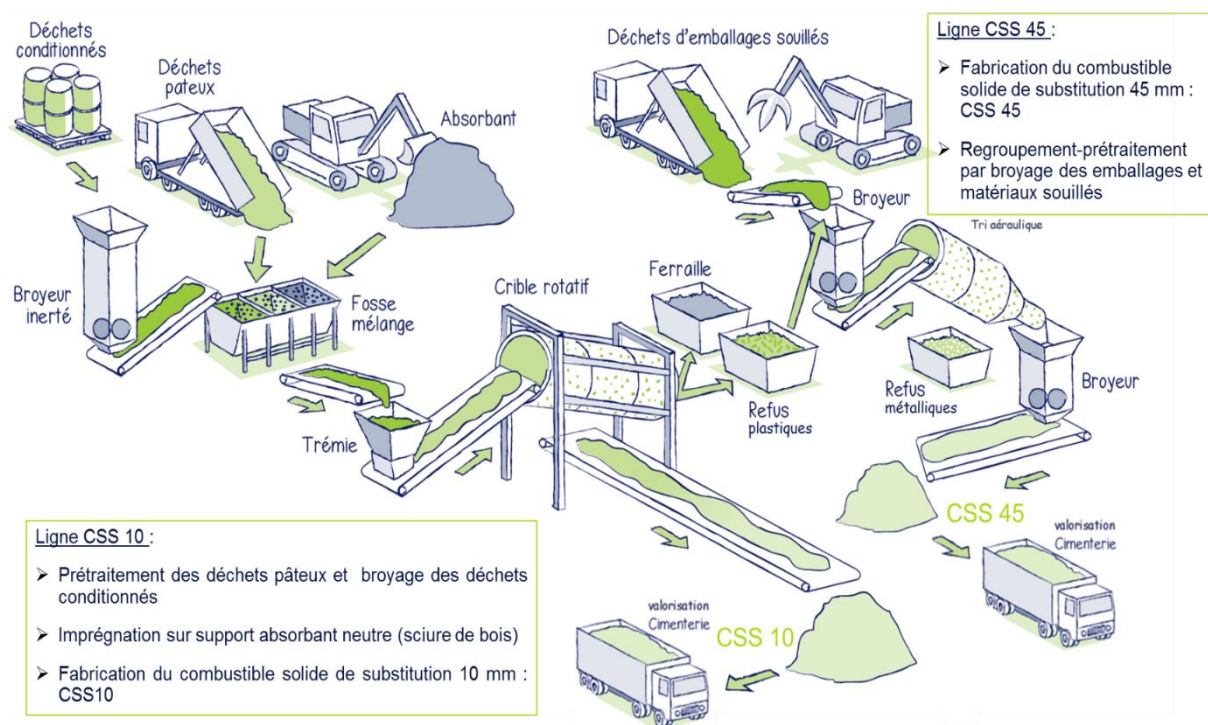 Déchets
conditionnés
Déchets
pateux
Absorbant
Broyeur
inerté
Fosse
mélange
Trémie
Crible rotatif
Ferraille
Refus
plastiques
Déchets d'emballages souillés
Broyeur
Tri aéraulique
Refus
métalliques
Broyeur
Ligne CSS 45 :
➢ Fabrication du combustible
solide de substitution 45 mm :
CSS 45
➢ Regroupement-prétraitement
par broyage des emballages et
matériaux souillés
CSS 45
valorisation
Cimenterie
Ligne CSS 10 :
➢ Prétraitement des déchets pâteux et broyage des déchets
conditionnés
➢ Imprégnation sur support absorbant neutre (sciure de bois)
➢ Fabrication du combustible solide de substitution 10 mm :
CSS10
valorisation
Cimenterie
CSS 10